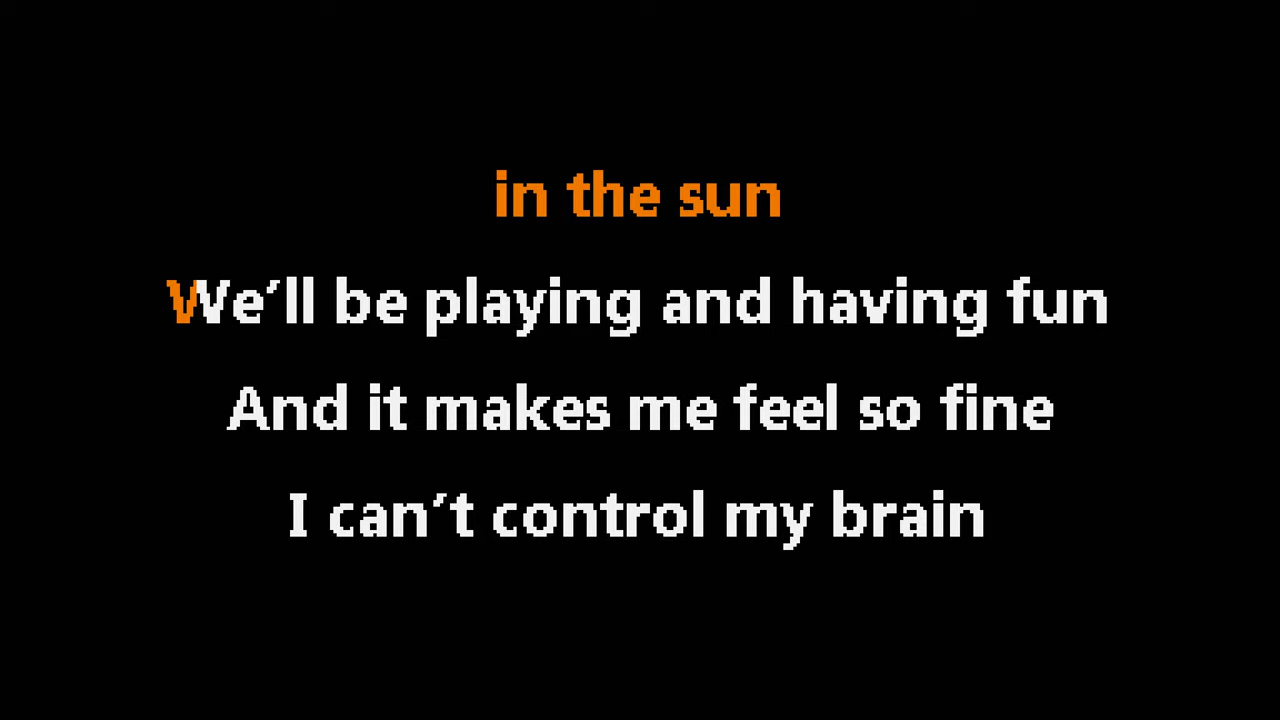 in the sun
We’ll be playing and having fun
And it makes me feel so fine
I can’t control my brain